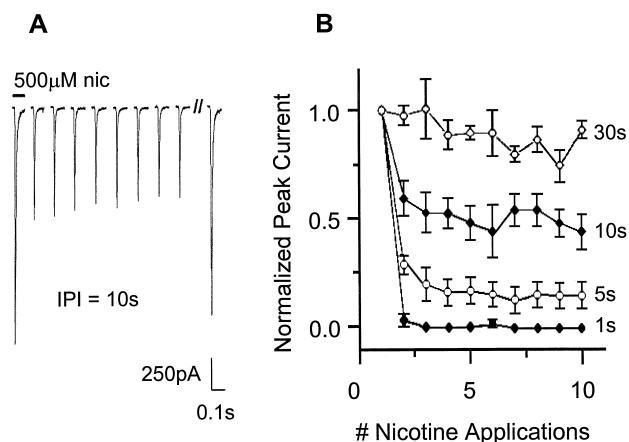 A
500μM nic
//
IPI = 10s
250pA
0.1s
B
Normalized Peak Current
1.0
0.5
0.0
30s
10s
5s
1s
0
5
10
# Nicotine Applications